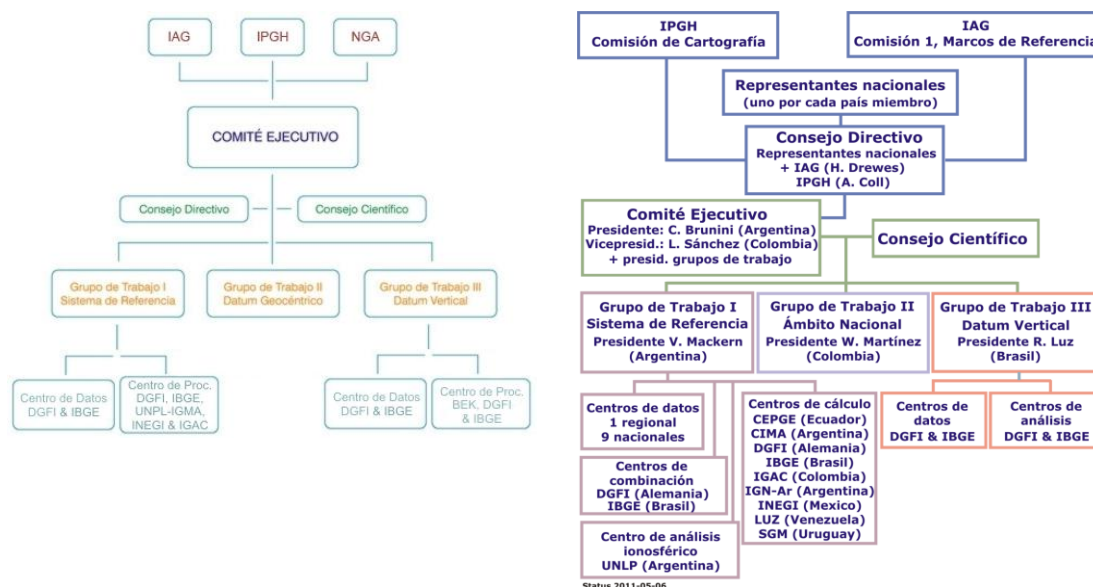 IAG
IPGH
NGA
COMITÉ EJECUTIVO
Consejo Directivo
Consejo Científico
Grupo de Trabajo I
Sistema de Referencia
Grupo de Trabajo II
Datum Geocéntrico
Grupo de Trabajo III
Datum Vertical
Centro de Datos
DGFI & IBGE
Centro de Proc.
DGFI, IBGE,
UNPL-IGMA,
INEGI & IGAC
Centro de Datos
DGFI & IBGE
Centro de Proc.
BEK, DGFI
& IBGE
IPGH
Comisión de Cartografía
IAG
Comisión 1, Marcos de Referencia
Representantes nacionales
(uno por cada país miembro)
Consejo Directivo
Representantes nacionales
+ IAG (H. Drewes)
IPGH (A. Coll)
Comité Ejecutivo
Presidente: C. Brunini (Argentina)
Vicepresid.: L. Sánchez (Colombia)
+ presid. grupos de trabajo
Consejo Científico
Grupo de Trabajo I
Sistema de Referencia
Presidente V. Mackern
(Argentina)
Grupo de Trabajo II
Ámbito Nacional
Presidente W. Martínez
(Colombia)
Grupo de Trabajo III
Datum Vertical
Presidente R. Luz
(Brasil)
Centros de datos
1 regional
9 nacionales
Centros de
combinación
DGFI (Alemania)
IBGE (Brasil)
Centro de análisis
ionosférico
UNLP (Argentina)
Centros de cálculo
CEPGE (Ecuador)
CIMA (Argentina)
DGFI (Alemania)
IBGE (Brasil)
IGAC (Colombia)
IGN-Ar (Argentina)
INEGI (Mexico)
LUZ (Venezuela)
SGM (Uruguay)
Centros de
datos
DGFI & IBGE
Centros de
análisis
DGFI & IBGE
Status 2011-05-06